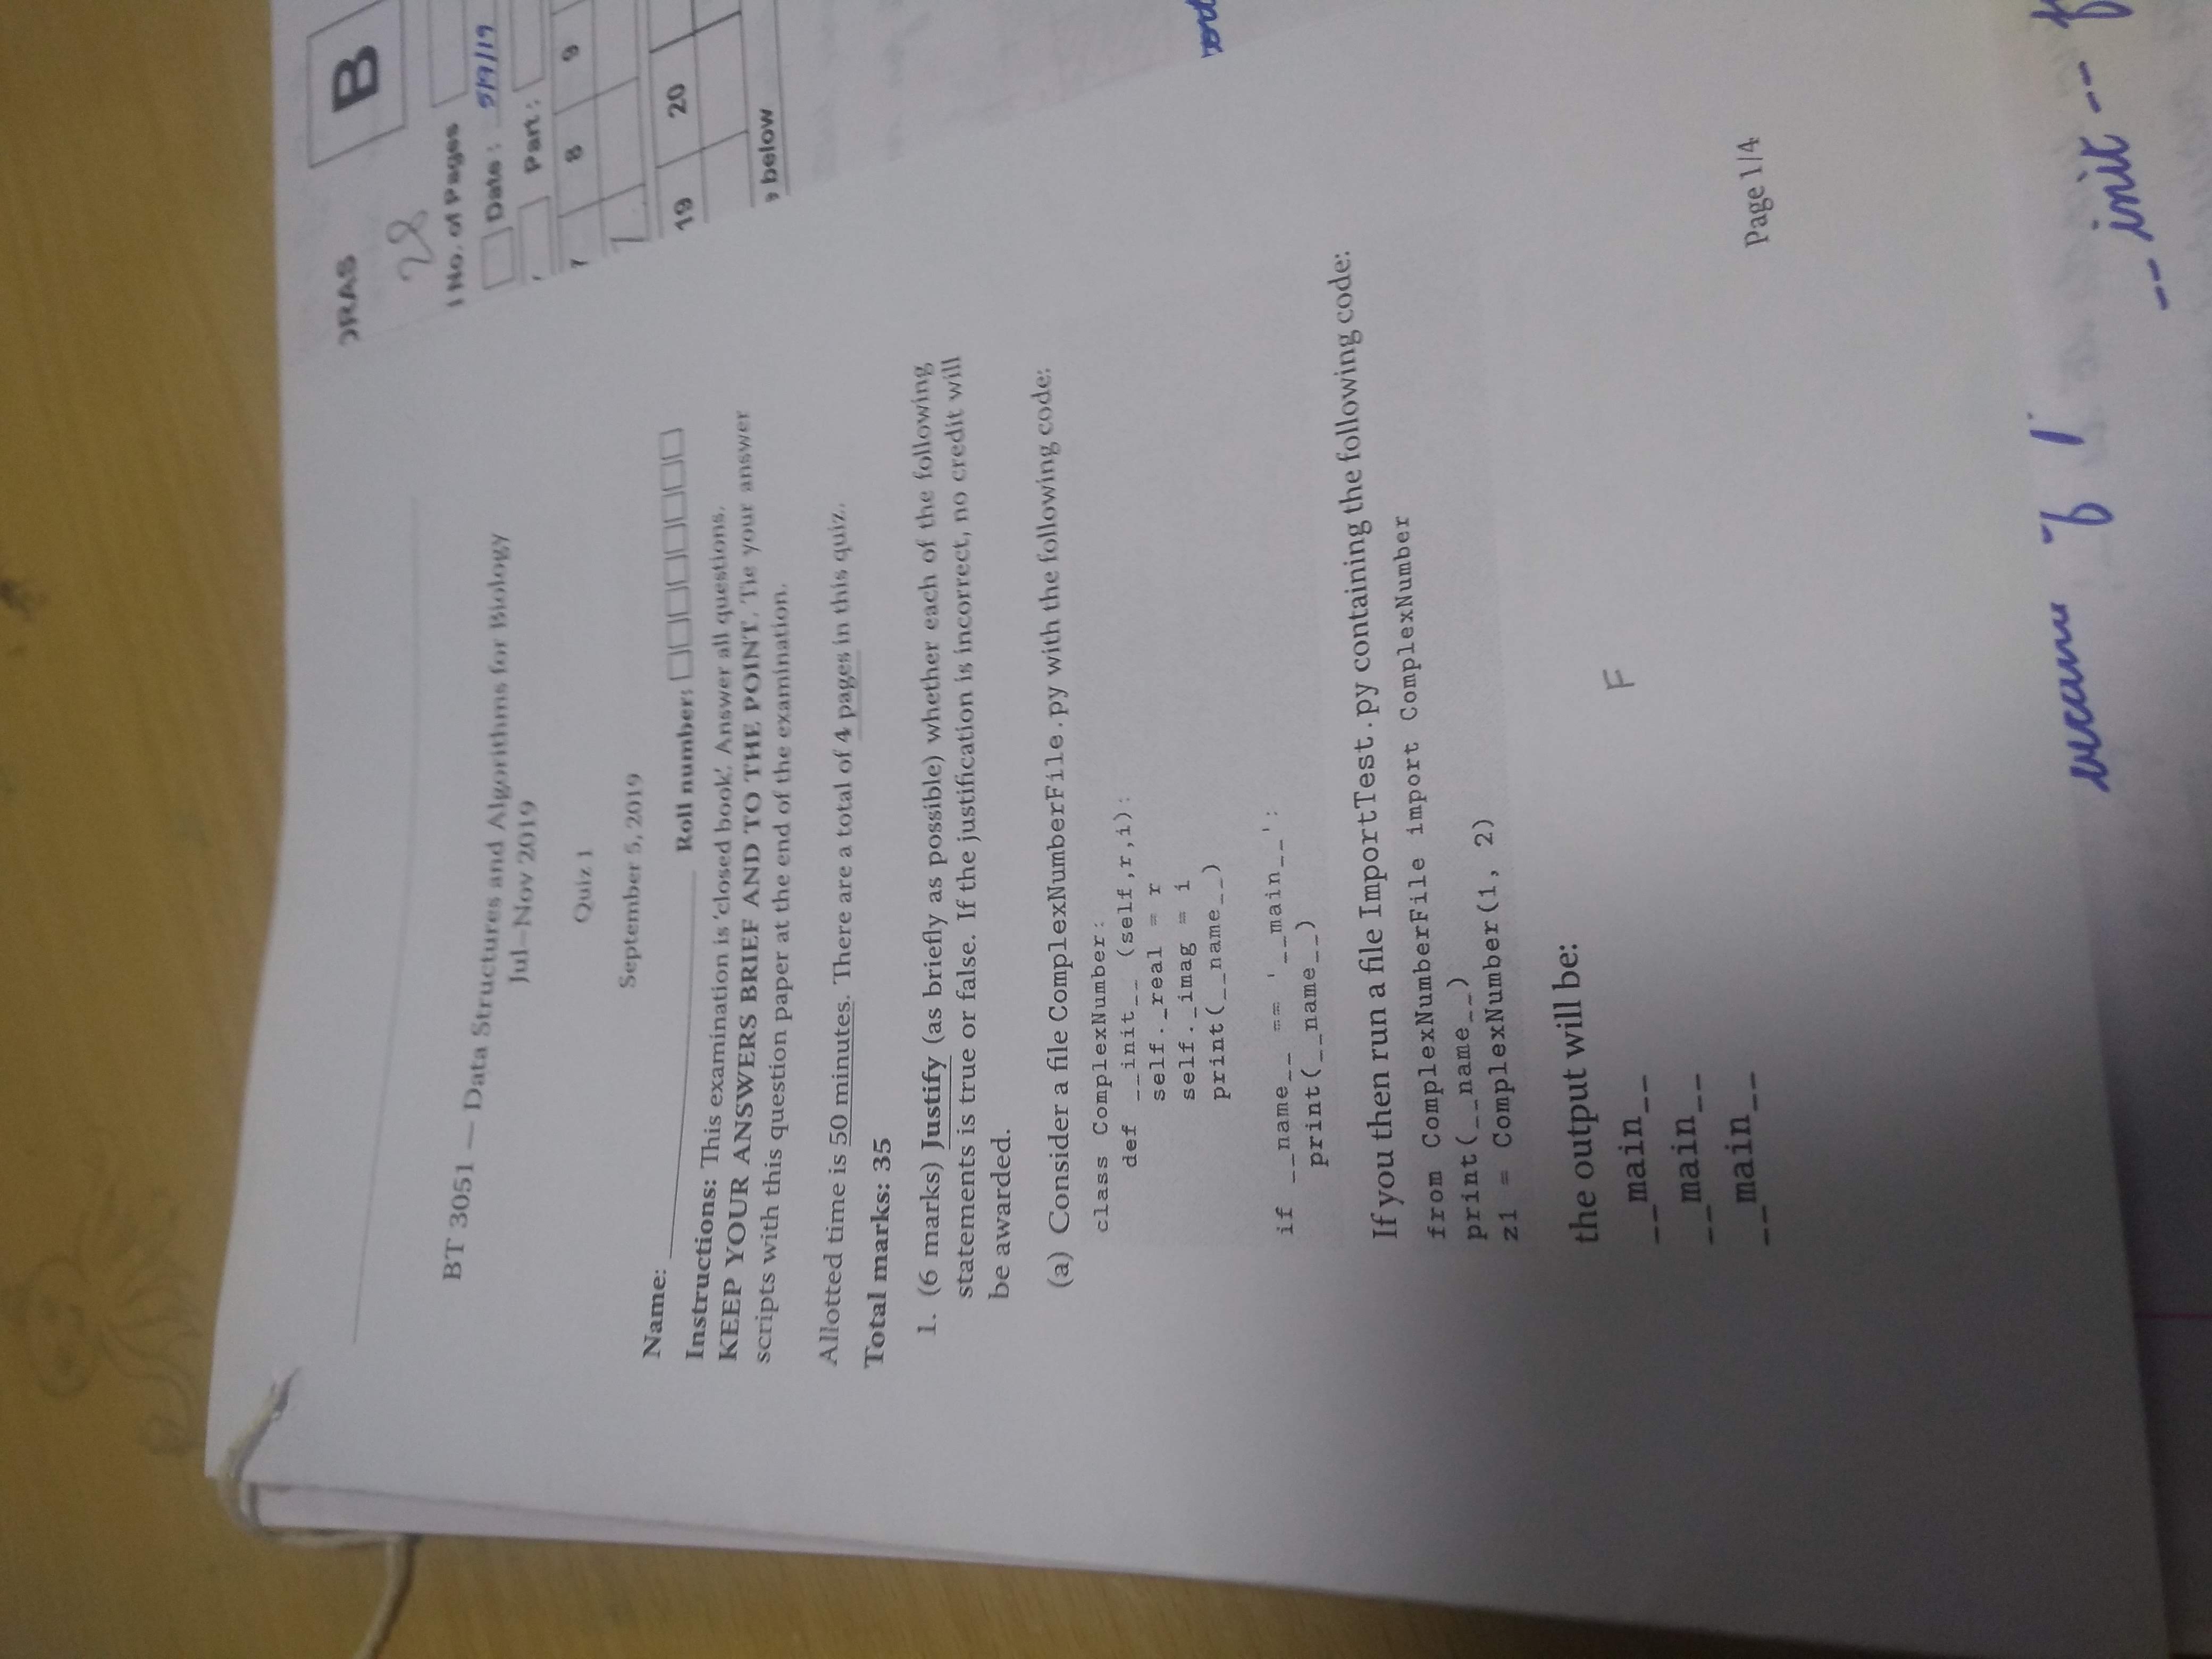 ORAS
B
28
No. of Pages
Date : 5/9/19
Part :
7 8 9
19 20
below
BT 3051 — Data Structures and Algorithms for Biology
Jul–Nov 2019
Quiz 1
September 5, 2019
Name:
Roll number:
Instructions: This examination is 'closed book'. Answer all questions.
KEEP YOUR ANSWERS BRIEF AND TO THE POINT. Tie your answer
scripts with this question paper at the end of the examination.
Allotted time is 50 minutes. There are a total of 4 pages in this quiz.
Total marks: 35
1. (6 marks) Justify (as briefly as possible) whether each of the following
statements is true or false. If the justification is incorrect, no credit will
be awarded.
(a) Consider a file ComplexNumberFile.py with the following code:
class ComplexNumber:
def __init__ (self,r,i):
self._real = r
self._imag = i
print(__name__)
if __name__ == '__main__':
print(__name__)
If you then run a file ImportTest.py containing the following code:
from ComplexNumberFile import ComplexNumber
print(__name__)
z1 = ComplexNumber(1, 2)
the output will be:
__main__
F
__main__
__main__
Page 1/4
because of
__init__